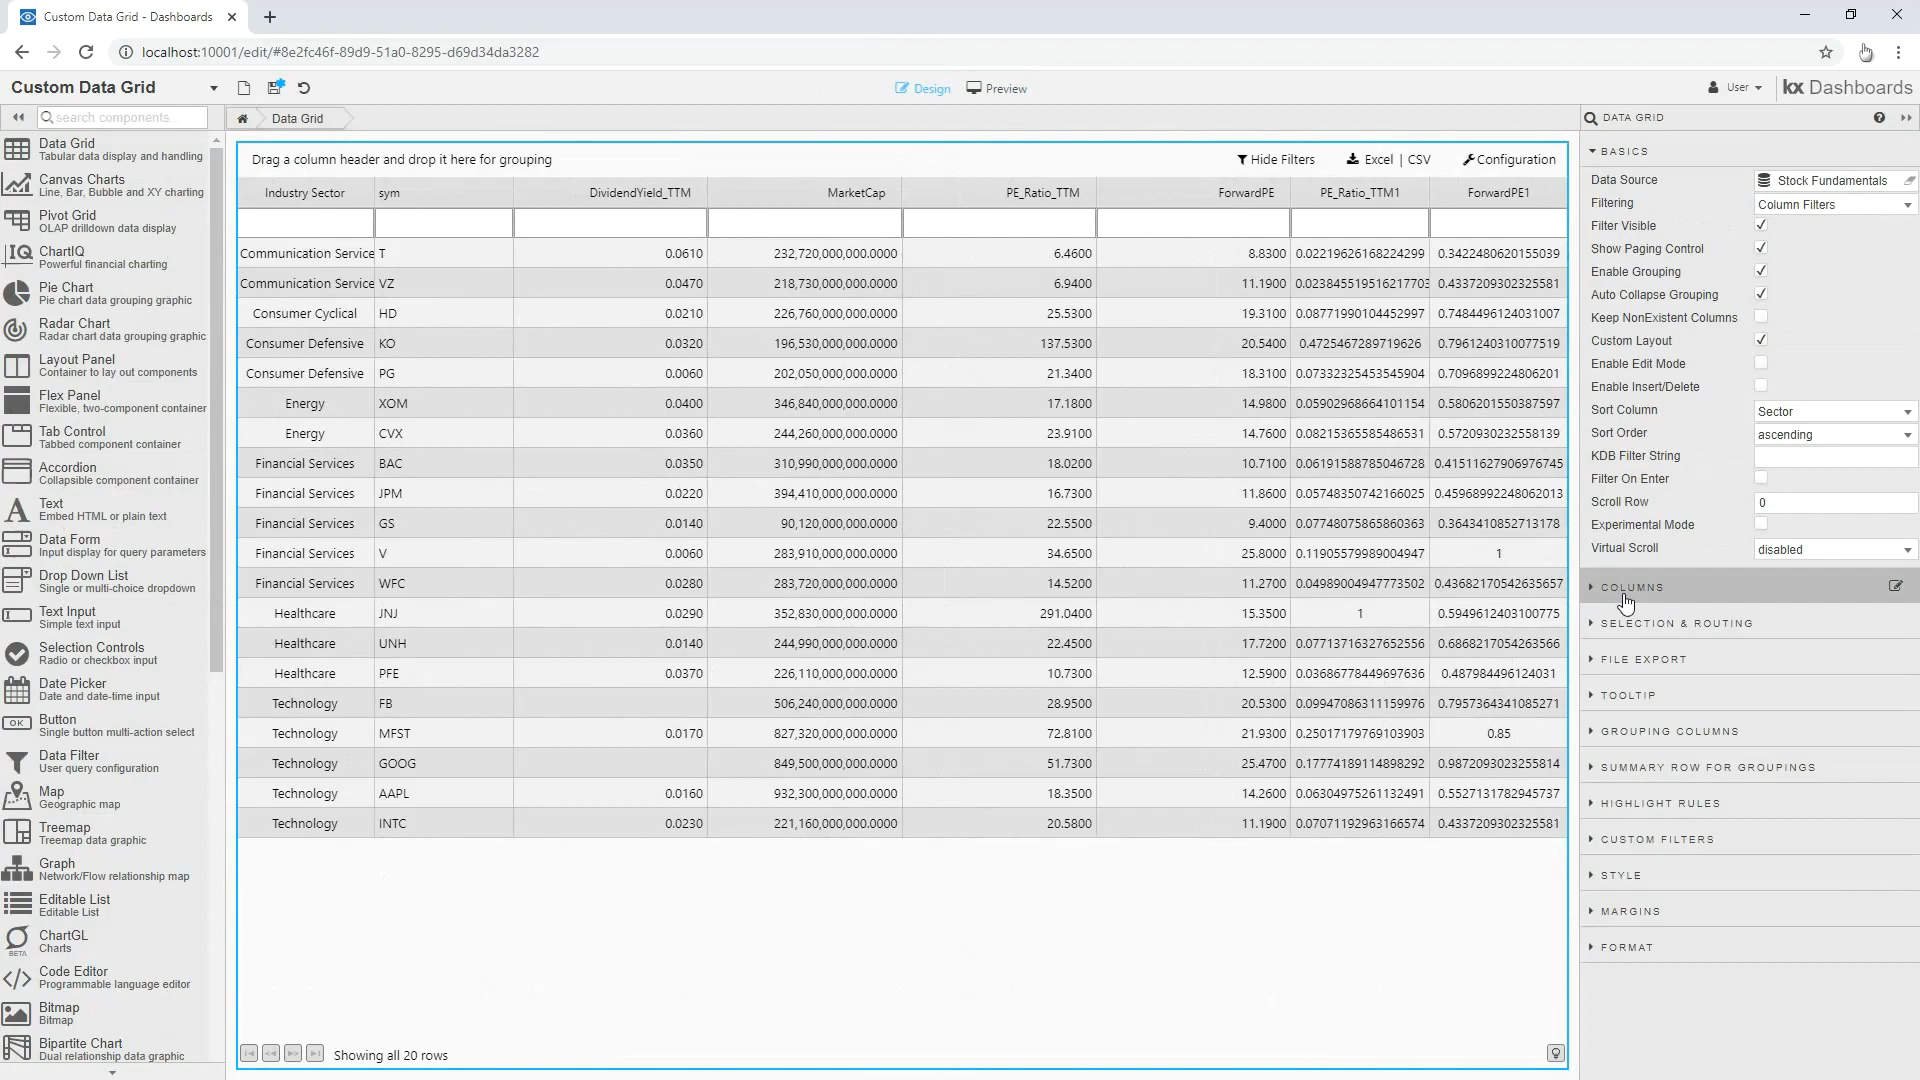 Custom Data Grid - Dashboards
localhost:10001/edit/#8e2fc46f-89d9-51a0-8295-d69d34da3282
Custom Data Grid
Design
Preview
User
kx Dashboards
search components...
Data Grid
DATA GRID
Data Grid
Tabular data display and handling
Canvas Charts
Line, Bar, Bubble and XY charting
Pivot Grid
OLAP drilldown data display
ChartIQ
Powerful financial charting
Pie Chart
Pie chart data grouping graphic
Radar Chart
Radar chart data grouping graphic
Layout Panel
Container to lay out components
Flex Panel
Flexible, two-component container
Tab Control
Tabbed component container
Accordion
Collapsible component container
Text
Embed HTML or plain text
Data Form
Input display for query parameters
Drop Down List
Single or multi-choice dropdown
Text Input
Simple text input
Selection Controls
Radio or checkbox input
Date Picker
Date and date-time input
OK
Button
Single button multi-action select
Data Filter
User query configuration
Map
Geographic map
Treemap
Treemap data graphic
Graph
Network/Flow relationship map
Editable List
Editable List
BETA
ChartGL
Charts
Code Editor
Programmable language editor
Bitmap
Bitmap
Bipartite Chart
Dual relationship data graphic
Drag a column header and drop it here for grouping
Hide Filters
Excel | CSV
Configuration
Industry Sector sym DividendYield_TTM MarketCap PE_Ratio_TTM ForwardPE PE_Ratio_TTM1 ForwardPE1
Communication Service T 0.0610 232,720,000,000.0000 6.4600 8.8300 0.02219626168224299 0.3422480620155039
Communication Service VZ 0.0470 218,730,000,000.0000 6.9400 11.1900 0.023845519516217703 0.4337209302325581
Consumer Cyclical HD 0.0210 226,760,000,000.0000 25.5300 19.3100 0.08771990104452997 0.7484496124031007
Consumer Defensive KO 0.0320 196,530,000,000.0000 137.5300 20.5400 0.4725467289719626 0.7961240310077519
Consumer Defensive PG 0.0060 202,050,000,000.0000 21.3400 18.3100 0.07332325453545904 0.7096899224806201
Energy XOM 0.0400 346,840,000,000.0000 17.1800 14.9800 0.05902968664101154 0.5806201550387597
Energy CVX 0.0360 244,260,000,000.0000 23.9100 14.7600 0.08215365585486531 0.5720930232558139
Financial Services BAC 0.0350 310,990,000,000.0000 18.0200 10.7100 0.06191588785046728 0.41511627906976745
Financial Services JPM 0.0220 394,410,000,000.0000 16.7300 11.8600 0.05748350742166025 0.45968992248062013
Financial Services GS 0.0140 90,120,000,000.0000 22.5500 9.4000 0.07748075865860363 0.3643410852713178
Financial Services V 0.0060 283,910,000,000.0000 34.6500 25.8000 0.11905579989004947 1
Financial Services WFC 0.0280 283,720,000,000.0000 14.5200 11.2700 0.04989004947773502 0.43682170542635657
Healthcare JNJ 0.0290 352,830,000,000.0000 291.0400 15.3500 1 0.5949612403100775
Healthcare UNH 0.0140 244,990,000,000.0000 22.4500 17.7200 0.07713716327652556 0.6868217054263566
Healthcare PFE 0.0370 226,110,000,000.0000 10.7300 12.5900 0.03686778449697636 0.487984496124031
Technology FB 506,240,000,000.0000 28.9500 20.5300 0.09947086311159976 0.7957364341085271
Technology MFST 0.0170 827,320,000,000.0000 72.8100 21.9300 0.25017179769103903 0.85
Technology GOOG 849,500,000,000.0000 51.7300 25.4700 0.17774189114898292 0.9872093023255814
Technology AAPL 0.0160 932,300,000,000.0000 18.3500 14.2600 0.06304975261132491 0.5527131782945737
Technology INTC 0.0230 221,160,000,000.0000 20.5800 11.1900 0.07071192963166574 0.4337209302325581
Showing all 20 rows
BASICS
Data Source Stock Fundamentals
Filtering Column Filters
Filter Visible
Show Paging Control
Enable Grouping
Auto Collapse Grouping
Keep NonExistent Columns
Custom Layout
Enable Edit Mode
Enable Insert/Delete
Sort Column Sector
Sort Order ascending
KDB Filter String
Filter On Enter
Scroll Row 0
Experimental Mode
Virtual Scroll disabled
COLUMNS
SELECTION & ROUTING
FILE EXPORT
TOOLTIP
GROUPING COLUMNS
SUMMARY ROW FOR GROUPINGS
HIGHLIGHT RULES
CUSTOM FILTERS
STYLE
MARGINS
FORMAT